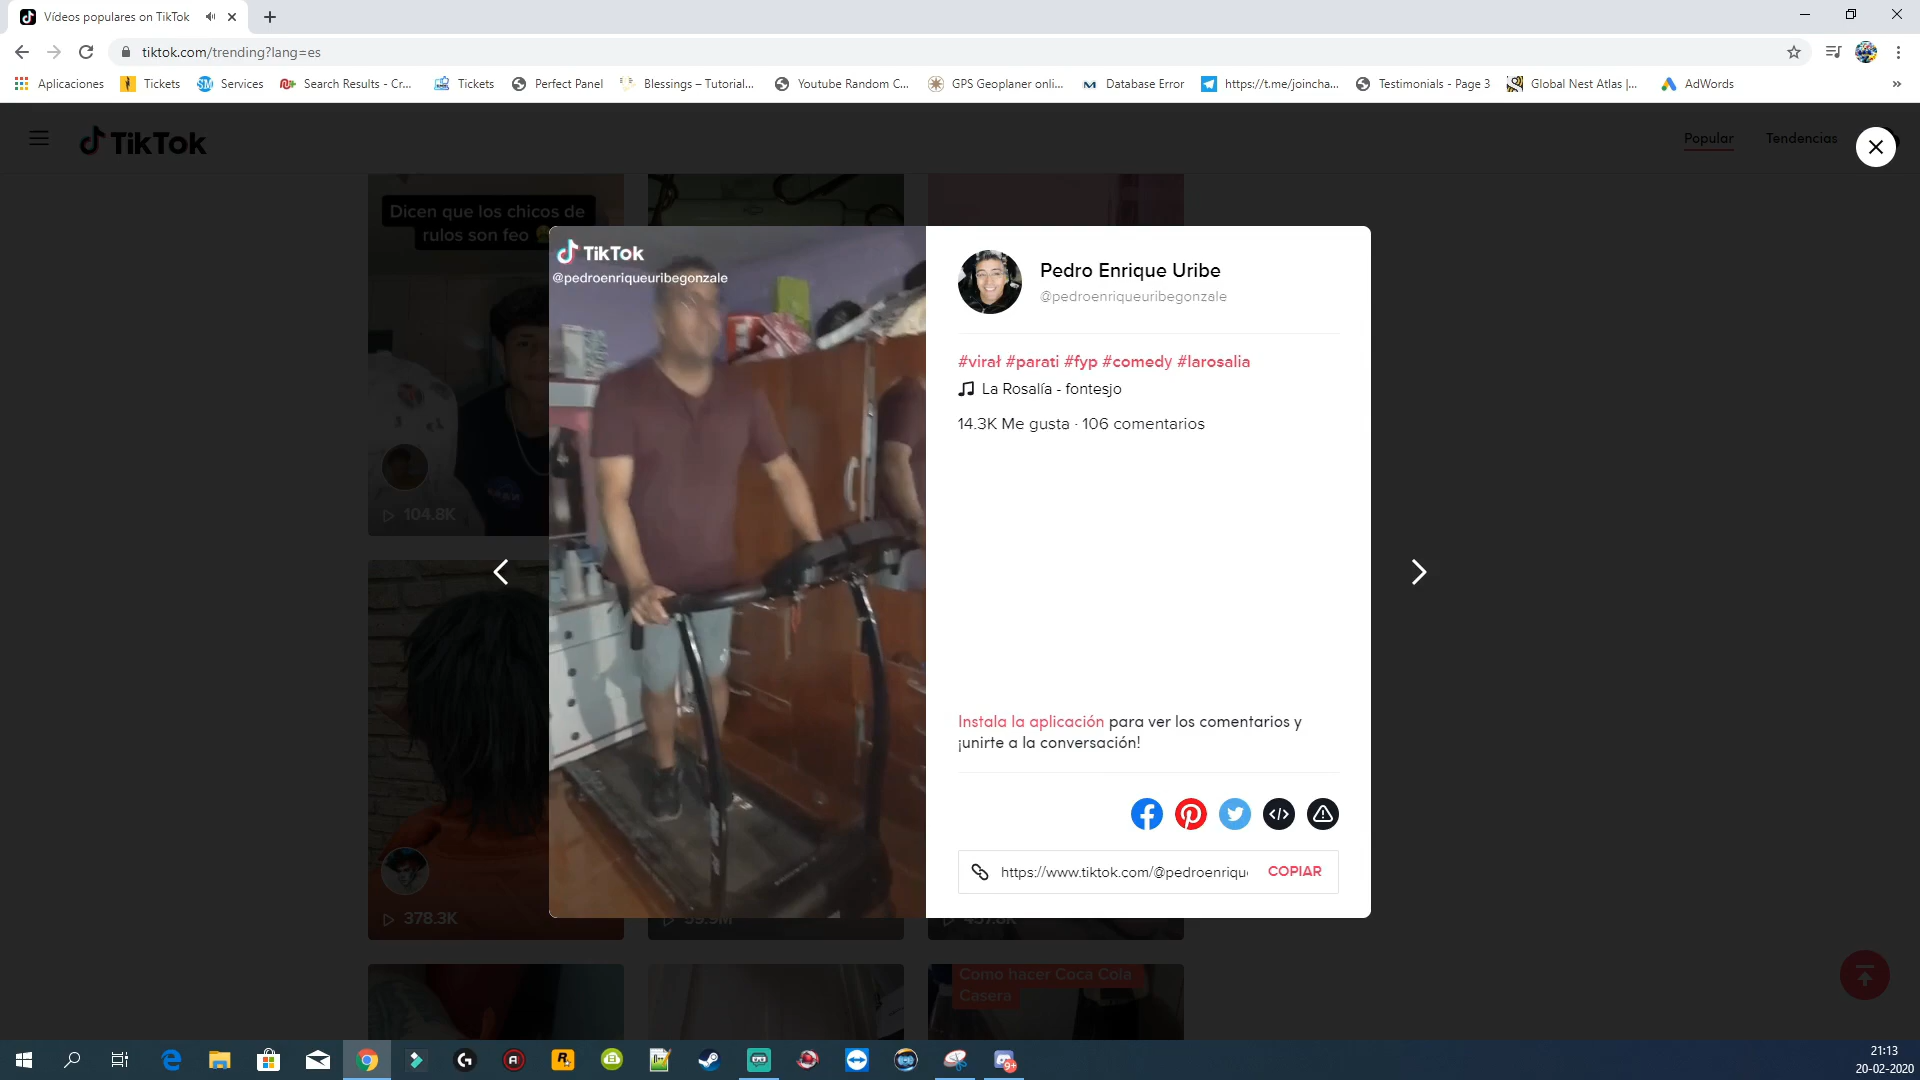 Vídeos populares on TikTok
tiktok.com/trending?lang=es
Aplicaciones
Tickets
Services
Search Results - Cr...
Tickets
Perfect Panel
Blessings – Tutorial...
Youtube Random C...
GPS Geoplaner onli...
Database Error
https://t.me/joincha...
Testimonials - Page 3
Global Nest Atlas |...
AdWords
TikTok
Popular
Tendencias
Dicen que los chicos de
rulos son feo
TikTok
@pedroenriqueuribegonzale
Pedro Enrique Uribe
@pedroenriqueuribegonzale
#virał #parati #fyp #comedy #larosalia
La Rosalía - fontesjo
14.3K Me gusta · 106 comentarios
104.8K
Instala la aplicación para ver los comentarios y
¡unirte a la conversación!
https://www.tiktok.com/@pedroenriqu
COPIAR
378.3K
Como hacer Coca Cola
Casera
21:13
20-02-2020